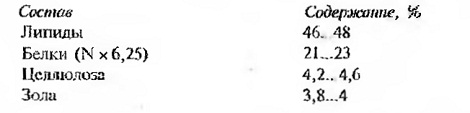 Состав Содержание, %
Липиды 46.. 48
Белки (N × 6,25) 21...23
Целлюлоза 4,2.. 4,6
Зола 3,8...4